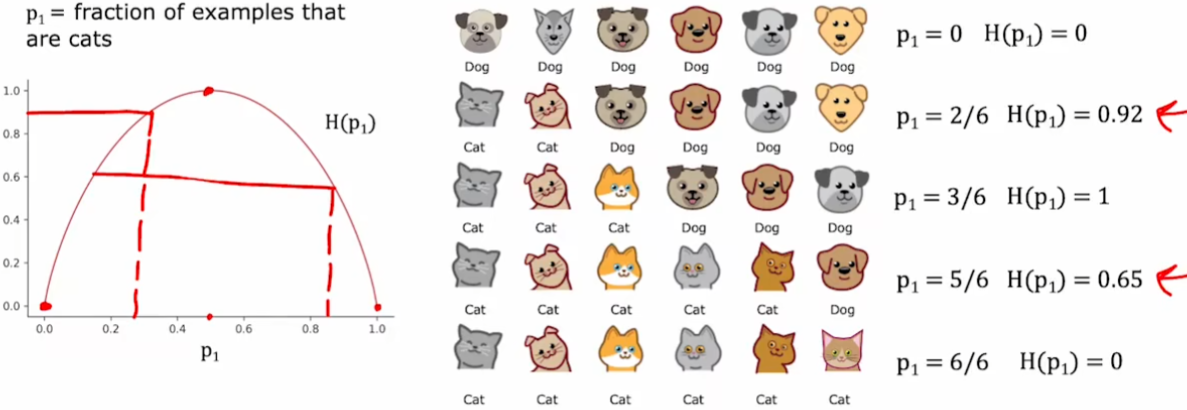 p₁ = fraction of examples that
are cats
1.0
0.8
0.6
0.4
0.2
0.0
0.0 0.2 0.4 0.6 0.8 1.0
p₁
H(p₁)
Dog Dog Dog Dog Dog Dog
p₁ = 0 H(p₁) = 0
Cat Cat Dog Dog Dog Dog
p₁ = 2/6 H(p₁) = 0.92
Cat Cat Cat Dog Dog Dog
p₁ = 3/6 H(p₁) = 1
Cat Cat Cat Cat Cat Dog
p₁ = 5/6 H(p₁) = 0.65
Cat Cat Cat Cat Cat Cat
p₁ = 6/6 H(p₁) = 0